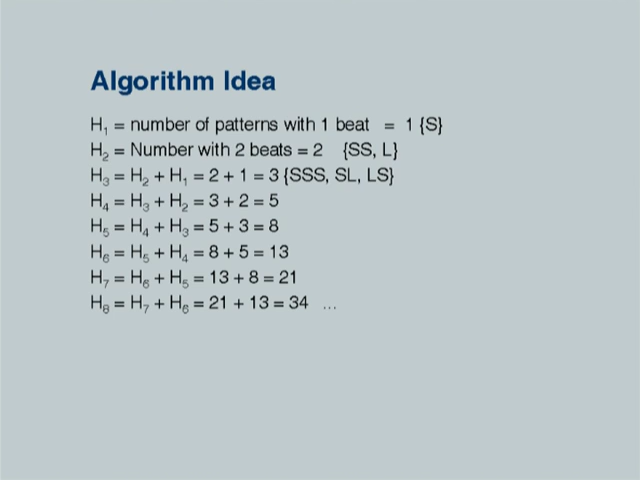 Algorithm Idea
H₁ = number of patterns with 1 beat = 1 {S}
H₂ = Number with 2 beats = 2 {SS, L}
H₃ = H₂ + H₁ = 2 + 1 = 3 {SSS, SL, LS}
H₄ = H₃ + H₂ = 3 + 2 = 5
H₅ = H₄ + H₃ = 5 + 3 = 8
H₆ = H₅ + H₄ = 8 + 5 = 13
H₇ = H₆ + H₅ = 13 + 8 = 21
H₈ = H₇ + H₆ = 21 + 13 = 34 ...